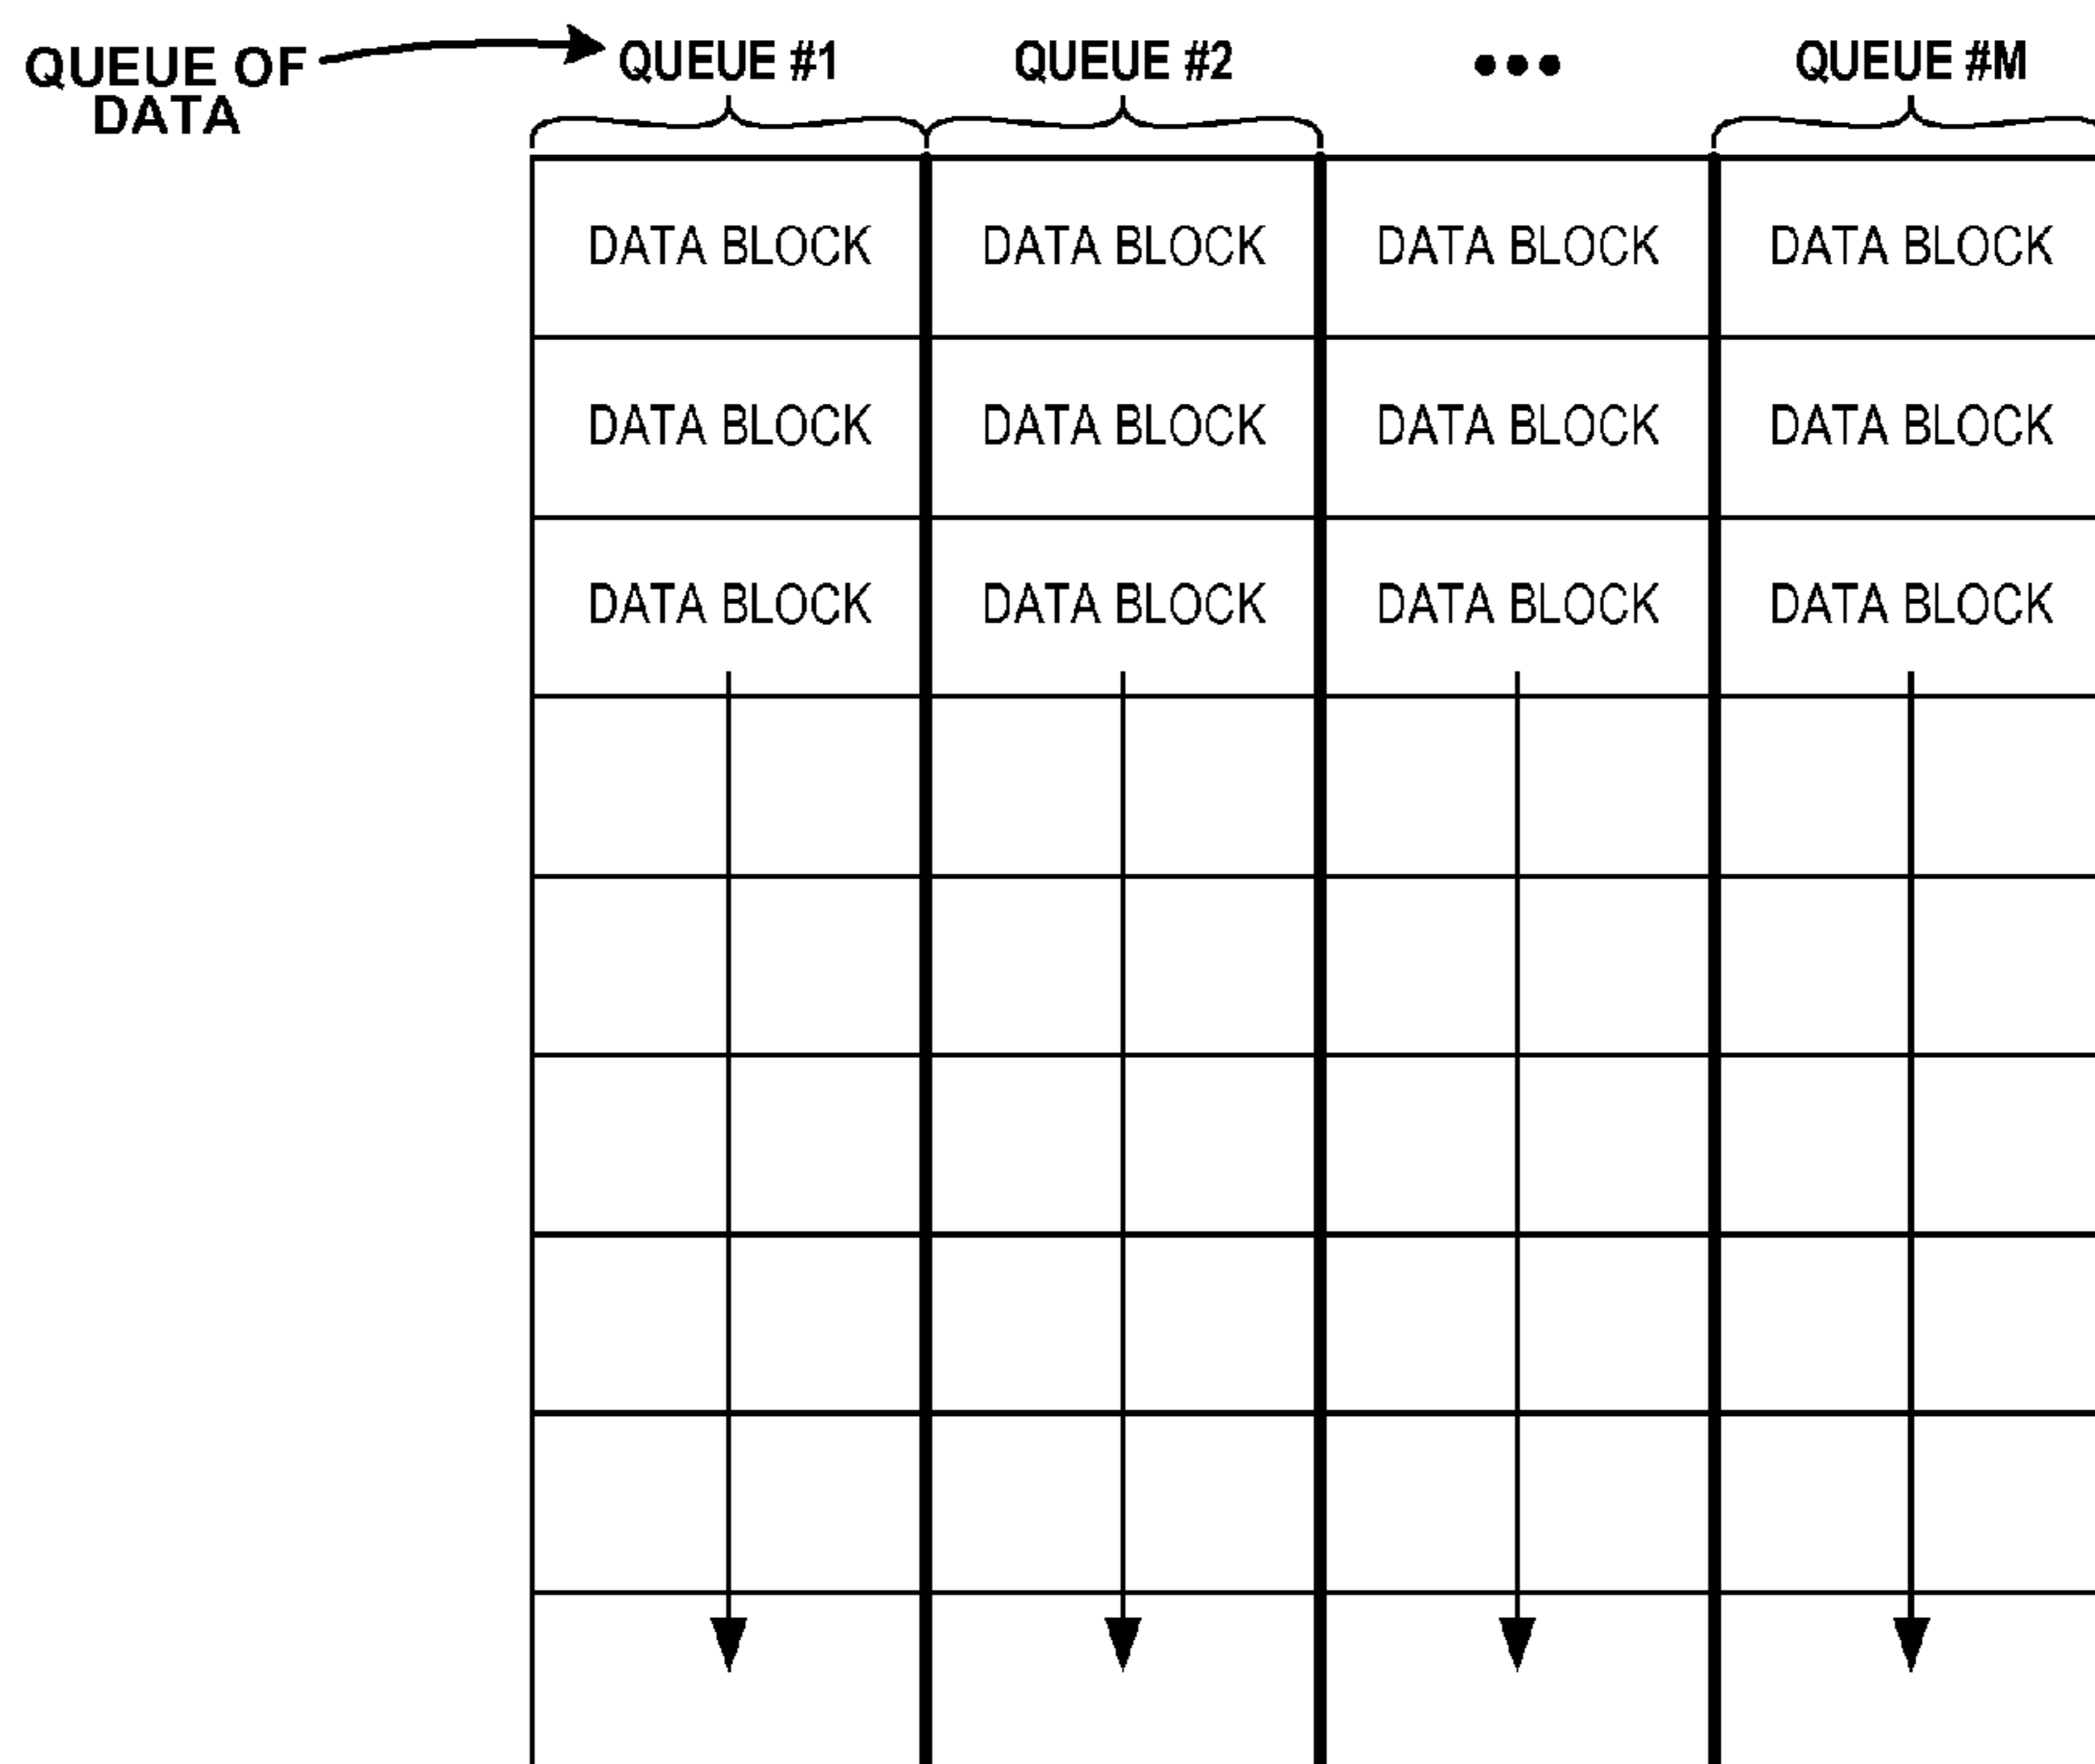 QUEUE OF
DATA
QUEUE #1 QUEUE #2 ••• QUEUE #M
DATA BLOCK DATA BLOCK DATA BLOCK DATA BLOCK
DATA BLOCK DATA BLOCK DATA BLOCK DATA BLOCK
DATA BLOCK DATA BLOCK DATA BLOCK DATA BLOCK